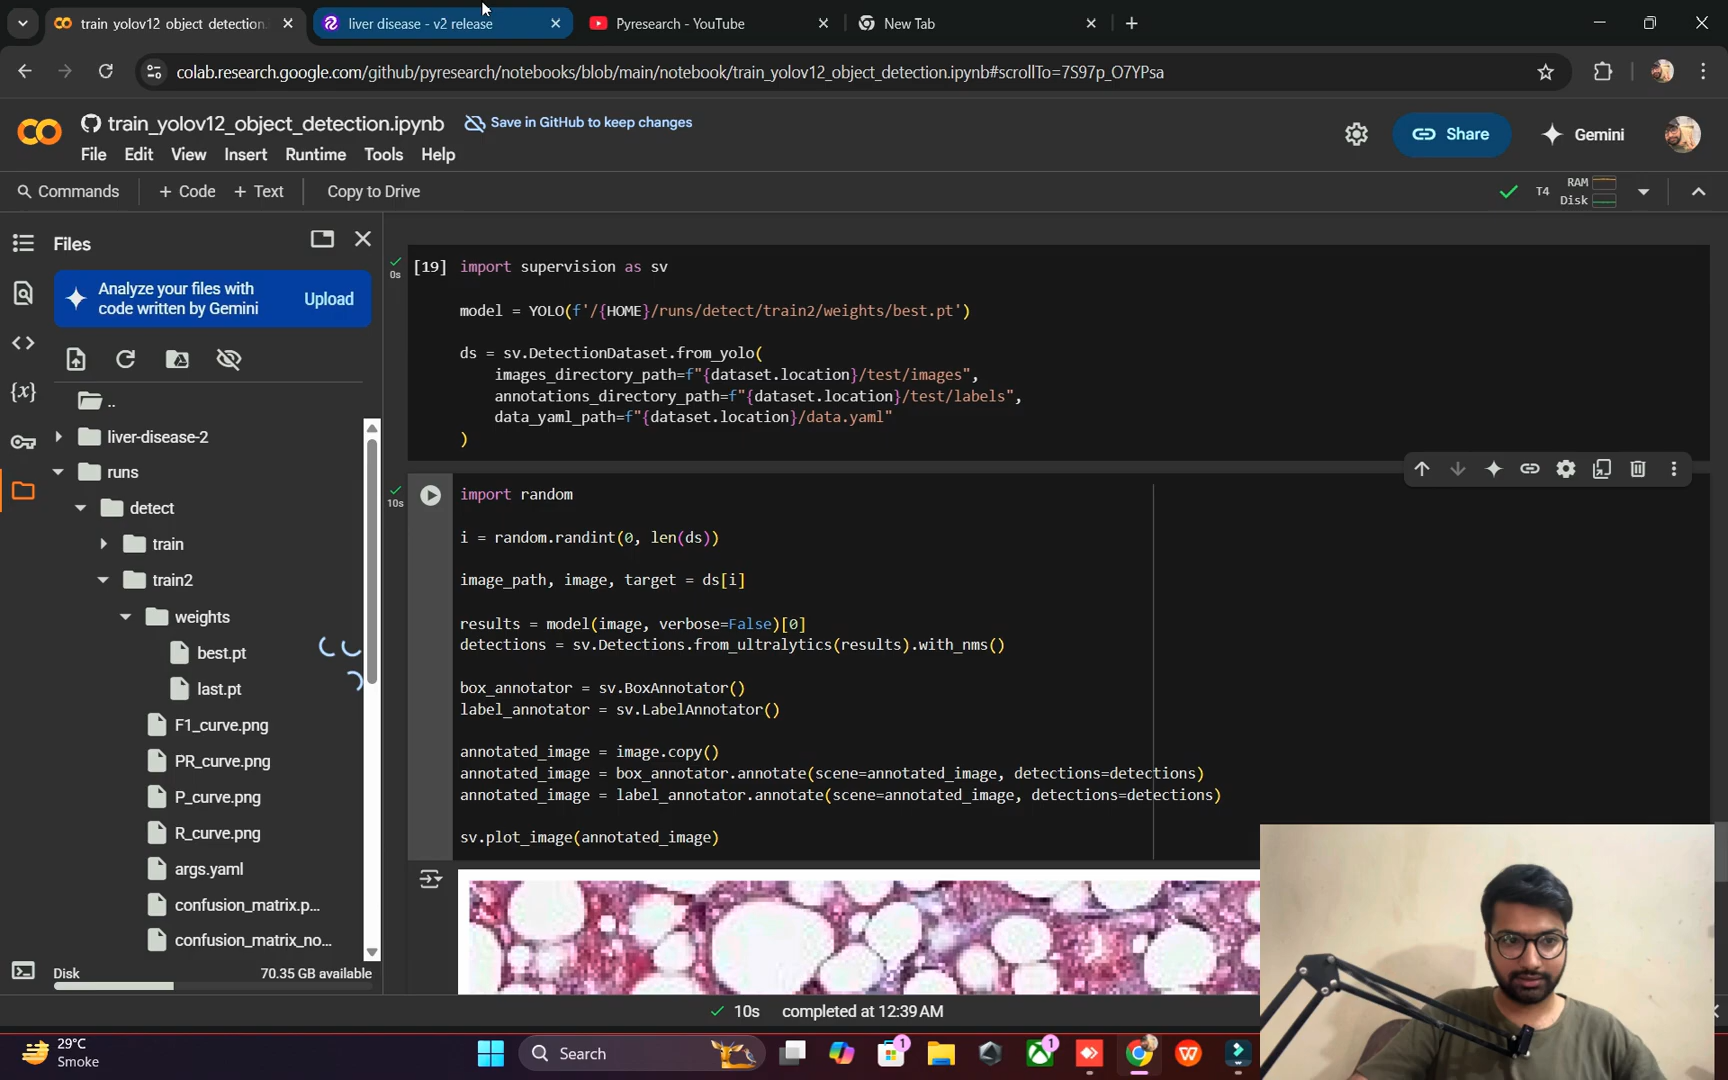 train yolov12 object detection.
liver disease - v2 release
Pyresearch - YouTube
New Tab
colab.research.google.com/github/pyresearch/notebooks/blob/main/notebook/train_yolov12_object_detection.ipynb#scrollTo=7S97p_O7YPsa
train_yolov12_object_detection.ipynb
Save in GitHub to keep changes
Share
Gemini
File Edit View Insert Runtime Tools Help
Commands + Code + Text Copy to Drive
T4
RAM
Disk
Files
Analyze your files with
code written by Gemini
Upload
..
liver-disease-2
runs
detect
train
train2
weights
best.pt
last.pt
F1_curve.png
PR_curve.png
P_curve.png
R_curve.png
args.yaml
confusion_matrix.p...
confusion_matrix_no...
Disk 70.35 GB available
0s
[19] import supervision as sv
model = YOLO(f'/{HOME}/runs/detect/train2/weights/best.pt')
ds = sv.DetectionDataset.from_yolo(
images_directory_path=f"{dataset.location}/test/images",
annotations_directory_path=f"{dataset.location}/test/labels",
data_yaml_path=f"{dataset.location}/data.yaml"
)
10s
import random
i = random.randint(0, len(ds))
image_path, image, target = ds[i]
results = model(image, verbose=False)[0]
detections = sv.Detections.from_ultralytics(results).with_nms()
box_annotator = sv.BoxAnnotator()
label_annotator = sv.LabelAnnotator()
annotated_image = image.copy()
annotated_image = box_annotator.annotate(scene=annotated_image, detections=detections)
annotated_image = label_annotator.annotate(scene=annotated_image, detections=detections)
sv.plot_image(annotated_image)
10s completed at 12:39 AM
29°C
Smoke
Search
1
1